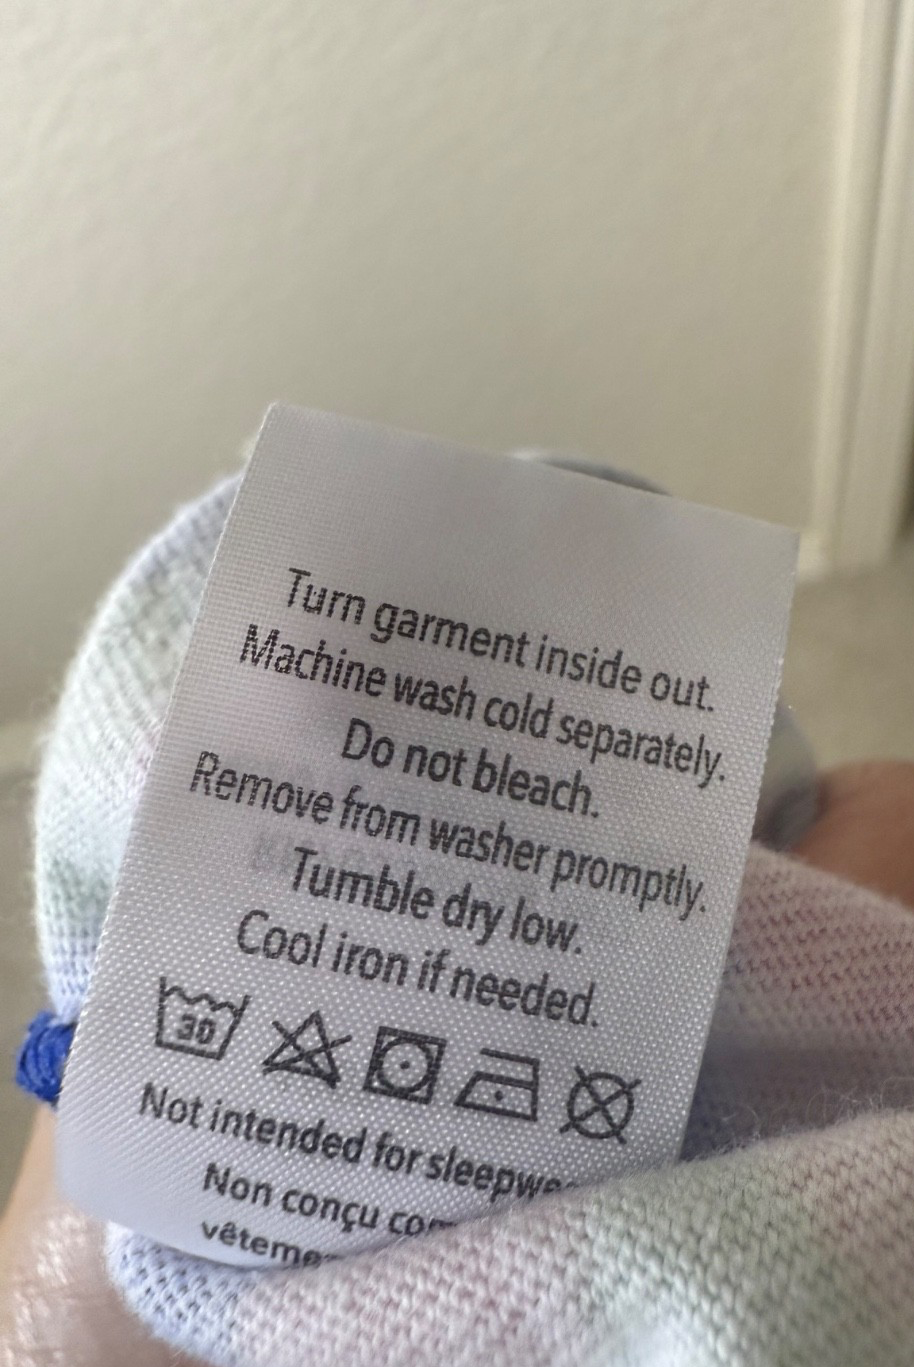 Turn garment inside out.
Machine wash cold separately.
Do not bleach.
Remove from washer promptly.
Tumble dry low.
Cool iron if needed.
30
Not intended for
Non conçu